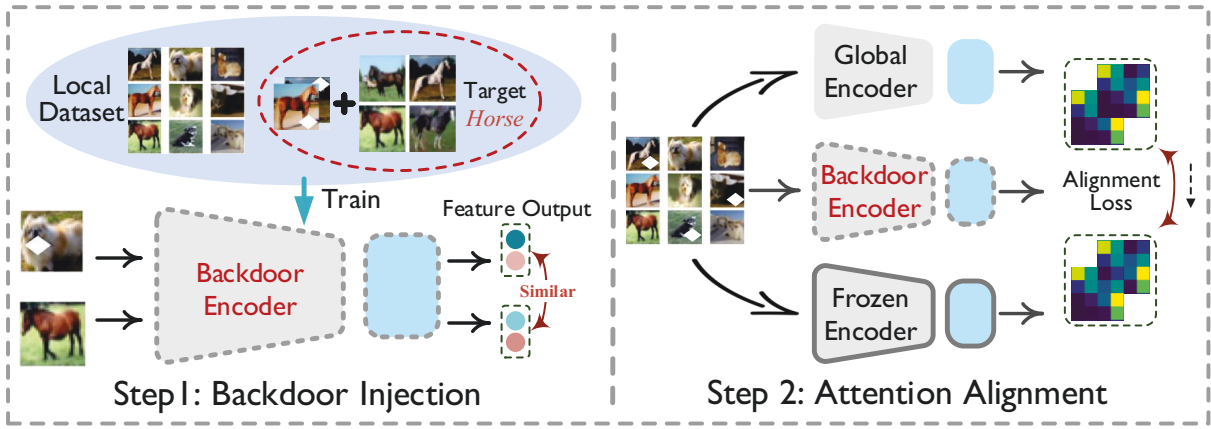 Local
Dataset
Target
Horse
Train
Feature Output
Backdoor
Encoder
Similar
Step1: Backdoor Injection
Global
Encoder
Backdoor
Encoder
Alignment
Loss
Frozen
Encoder
Step 2: Attention Alignment